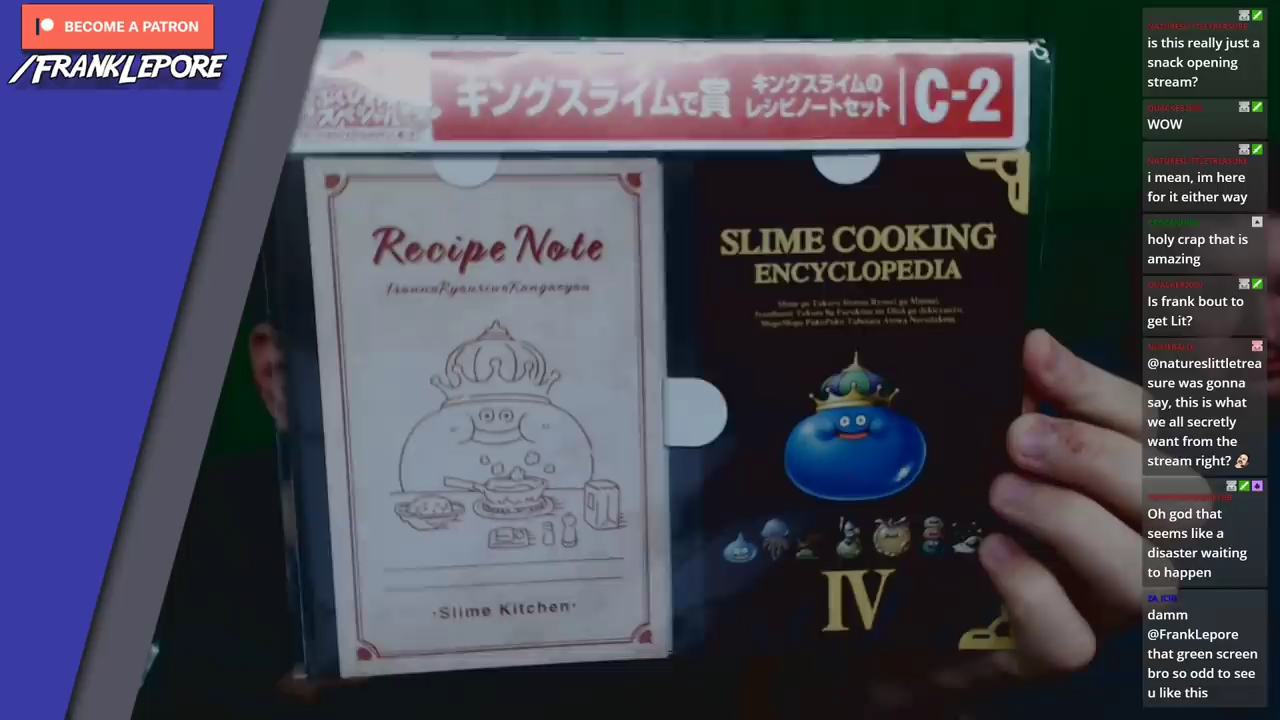 BECOME A PATRON
/FRANKLEPORE
キングスライムで賞
キングスライムの
レシピノートセット
C-2
Recipe Note
SLIME COOKING
ENCYCLOPEDIA
IV
·Slime Kitchen·
is this really just a
snack opening
stream?
WOW
i mean, im here
for it either way
holy crap that is
amazing
Is frank bout to
get Lit?
@natureslittletrea
sure was gonna
say, this is what
we all secretly
want from the
stream right?
Oh god that
seems like a
disaster waiting
to happen
damm
@FrankLepore
that green screen
bro so odd to see
u like this